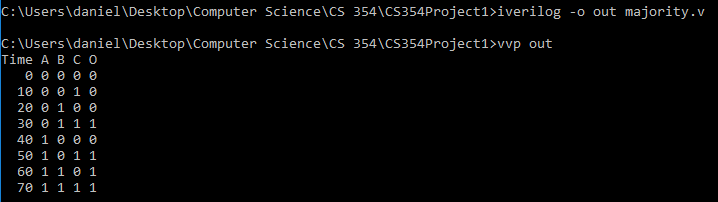 C:\Users\daniel\Desktop\Computer Science\CS 354\CS354Project1>iverilog -o out majority.v
C:\Users\daniel\Desktop\Computer Science\CS 354\CS354Project1>vvp out
Time A B C O
0 0 0 0 0
10 0 0 1 0
20 0 1 0 0
30 0 1 1 1
40 1 0 0 0
50 1 0 1 1
60 1 1 0 1
70 1 1 1 1